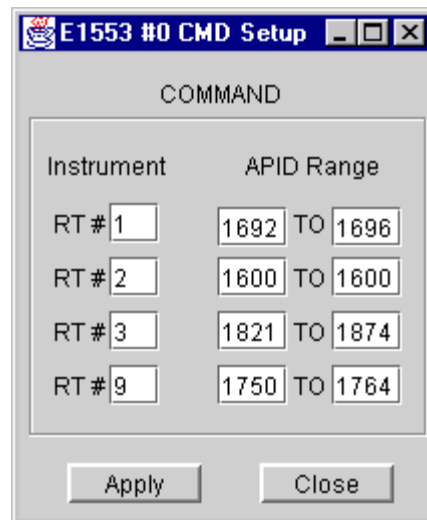 E1553 #0 CMD Setup
COMMAND
Instrument APID Range
RT # 1 1692 TO 1696
RT # 2 1600 TO 1600
RT # 3 1821 TO 1874
RT # 9 1750 TO 1764
Apply Close